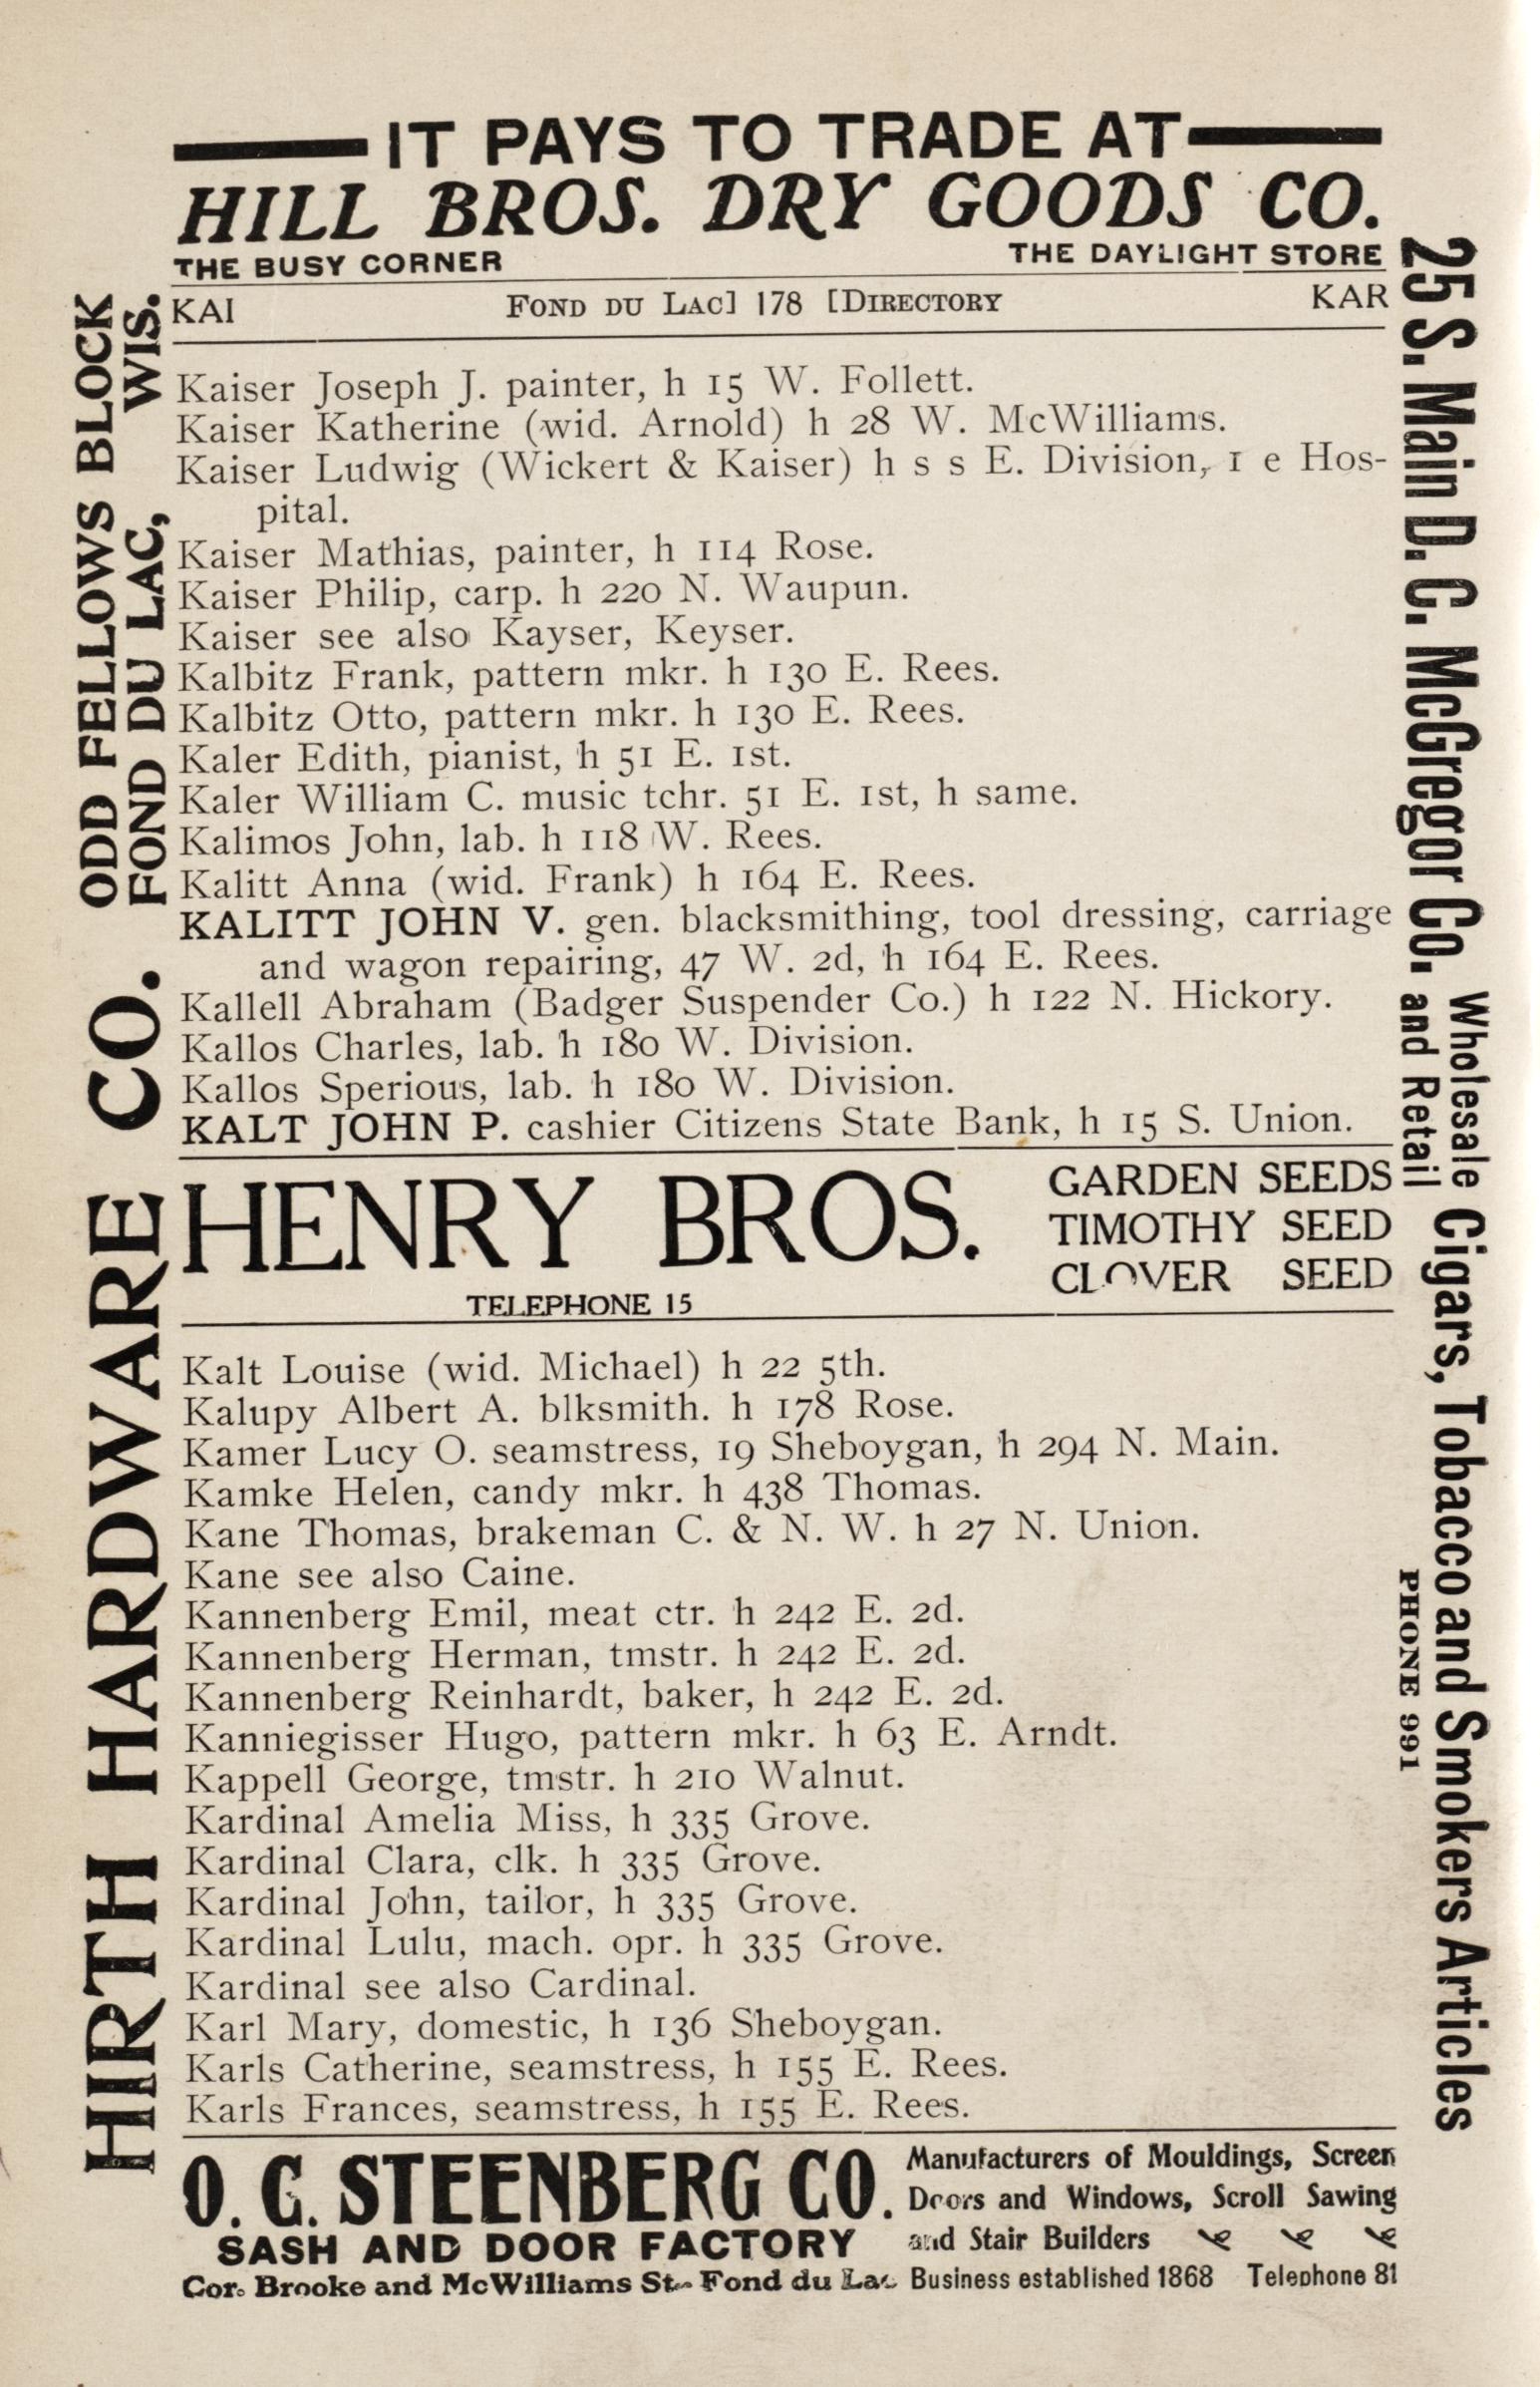 IT PAYS TO TRADE AT
HILL BROS. DRY GOODS CO.
THE BUSY CORNER THE DAYLIGHT STORE
KAI FOND DU LAC] 178 [DIRECTORY KAR
Kaiser Joseph J. painter, h 15 W. Follett.
Kaiser Katherine (wid. Arnold) h 28 W. McWilliams.
Kaiser Ludwig (Wickert & Kaiser) h s s E. Division, 1 e Hos-
pital.
Kaiser Mathias, painter, h 114 Rose.
Kaiser Philip, carp. h 220 N. Waupun.
Kaiser see also Kayser, Keyser.
Kalbitz Frank, pattern mkr. h 130 E. Rees.
Kalbitz Otto, pattern mkr. h 130 E. Rees.
Kaler Edith, pianist, h 51 E. 1st.
Kaler William C. music tchr. 51 E. 1st, h same.
Kalimos John, lab. h 118 W. Rees.
Kalitt Anna (wid. Frank) h 164 E. Rees.
KALITT JOHN V. gen. blacksmithing, tool dressing, carriage
and wagon repairing, 47 W. 2d, h 164 E. Rees.
Kallell Abraham (Badger Suspender Co.) h 122 N. Hickory.
Kallos Charles, lab. h 180 W. Division.
Kallos Sperious, lab. h 180 W. Division.
KALT JOHN P. cashier Citizens State Bank, h 15 S. Union.
HENRY BROS.
TELEPHONE 15
GARDEN SEEDS
TIMOTHY SEED
CLOVER SEED
Kalt Louise (wid. Michael) h 22 5th.
Kalupy Albert A. blksmith. h 178 Rose.
Kamer Lucy O. seamstress, 19 Sheboygan, h 294 N. Main.
Kamke Helen, candy mkr. h 438 Thomas.
Kane Thomas, brakeman C. & N. W. h 27 N. Union.
Kane see also Caine.
Kannenberg Emil, meat ctr. h 242 E. 2d.
Kannenberg Herman, tmstr. h 242 E. 2d.
Kannenberg Reinhardt, baker, h 242 E. 2d.
Kanniegisser Hugo, pattern mkr. h 63 E. Arndt.
Kappell George, tmstr. h 210 Walnut.
Kardinal Amelia Miss, h 335 Grove.
Kardinal Clara, clk. h 335 Grove.
Kardinal John, tailor, h 335 Grove.
Kardinal Lulu, mach. opr. h 335 Grove.
Kardinal see also Cardinal.
Karl Mary, domestic, h 136 Sheboygan.
Karls Catherine, seamstress, h 155 E. Rees.
Karls Frances, seamstress, h 155 E. Rees.
O. C. STEENBERG CO.
SASH AND DOOR FACTORY
Cor. Brooke and McWilliams St. Fond du Lac
Manufacturers of Mouldings, Screen
Doors and Windows, Scroll Sawing
and Stair Builders
Business established 1868 Telephone 81
HIRTH HARDWARE CO.
ODD FELLOWS BLOCK
FOND DU LAC, WIS.
25 S. Main D. C. McGregor Co. Wholesale and Retail Cigars, Tobacco and Smokers Articles
PHONE 991